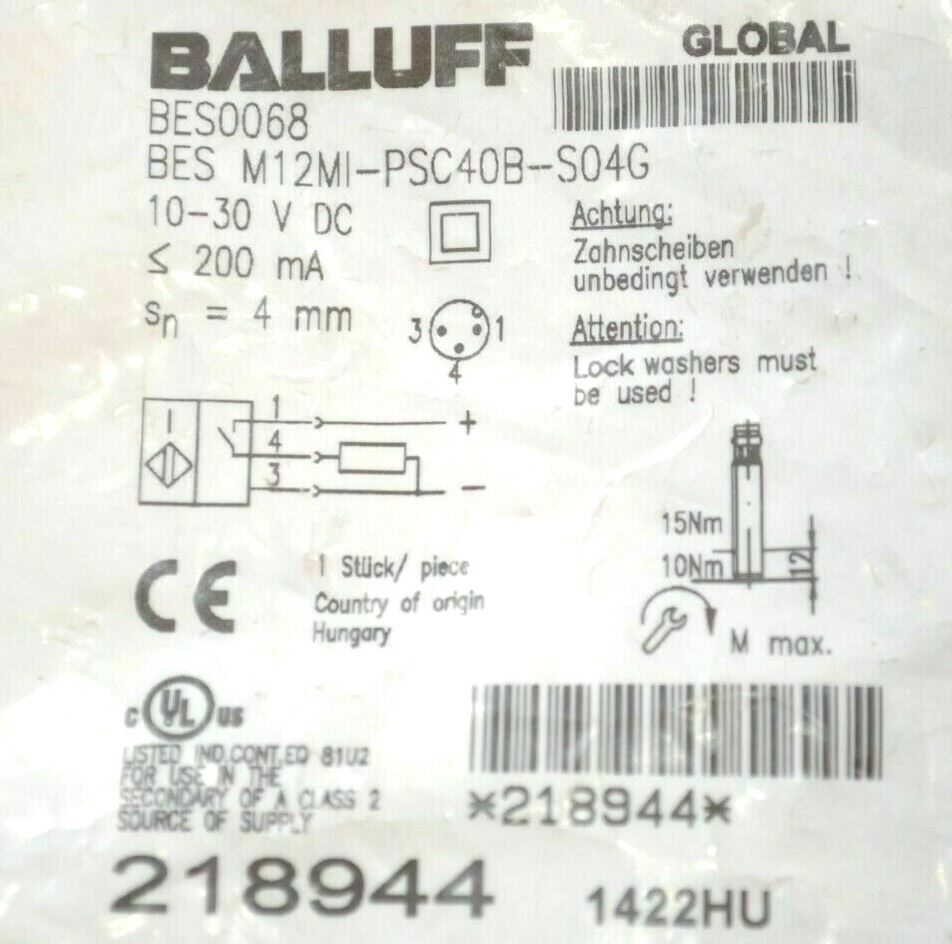 BALLUFF
GLOBAL
BES0068
BES M12MI-PSC40B-S04G
10-30 V DC
≤ 200 mA
sn = 4 mm
Achtung:
Zahnscheiben
unbedingt verwenden !
Attention:
Lock washers must
be used !
3 1
4
1 +
4
3 -
15Nm
10Nm 12
M max.
CE
1 Stück/ piece
Country of origin
Hungary
C UL US
LISTED IND.CONT.EQ 81U2
FOR USE IN THE
SECONDARY OF A CLASS 2
SOURCE OF SUPPLY
*218944*
218944
1422HU